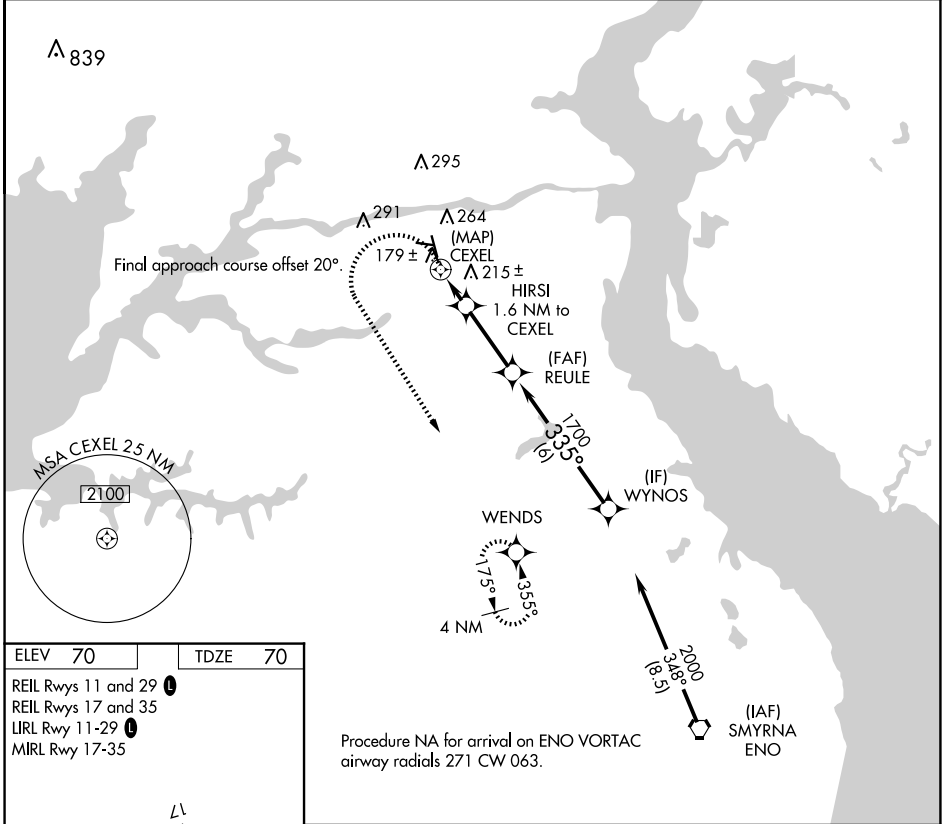 839
295
291
264
(MAP)
CEXEL
179 ±
215 ±
Final approach course offset 20°.
HIRSI
1.6 NM to
CEXEL
(FAF)
REULE
1700
335°
(6)
(IF)
WYNOS
MSA CEXEL 25 NM
2100
WENDS
175°
355°
4 NM
2000
348°
(8.5)
(IAF)
SMYRNA
ENO
ELEV 70
TDZE 70
REIL Rwys 11 and 29 L
REIL Rwys 17 and 35
LIRL Rwy 11-29 L
MIRL Rwy 17-35
Procedure NA for arrival on ENO VORTAC
airway radials 271 CW 063.
17